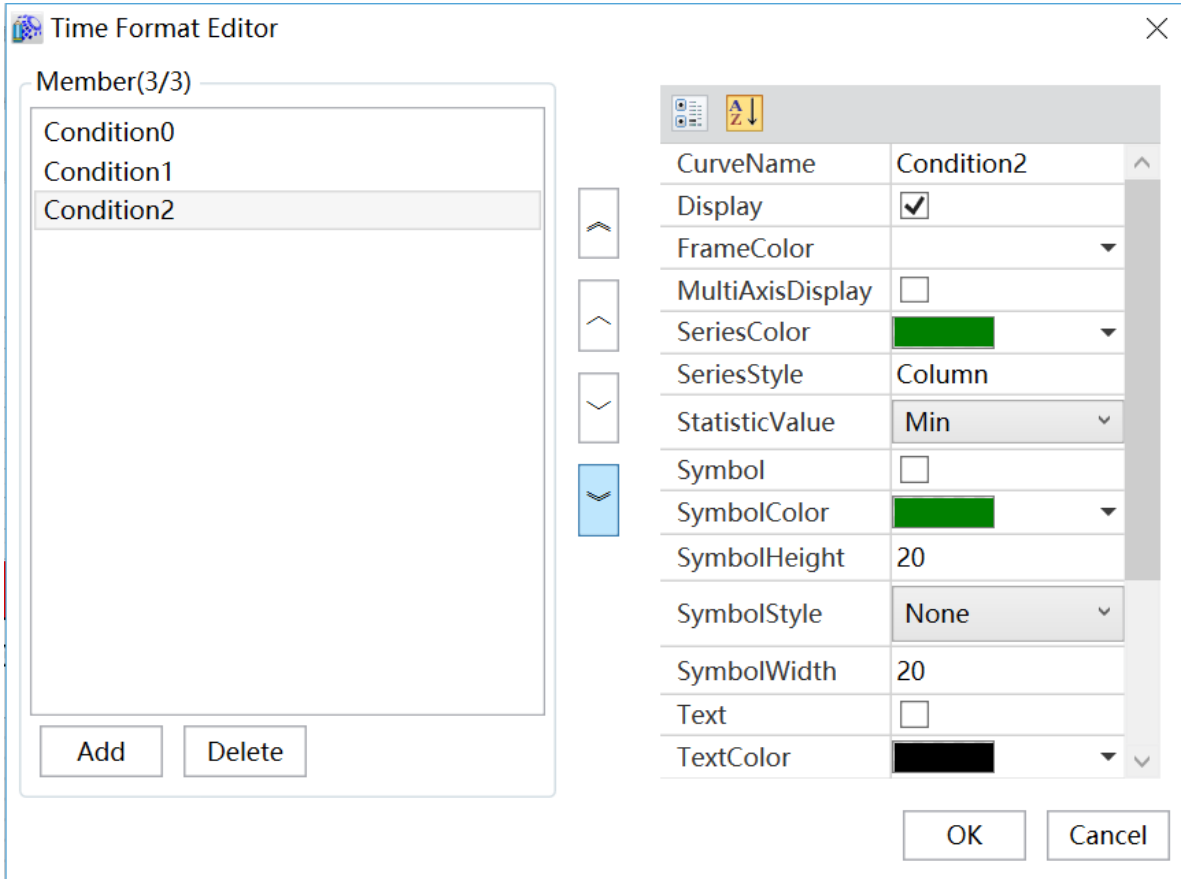 Time Format Editor
Member(3/3)
Condition0
Condition1
Condition2
Add
Delete
CurveName Condition2
Display
FrameColor
MultiAxisDisplay
SeriesColor
SeriesStyle Column
StatisticValue Min
Symbol
SymbolColor
SymbolHeight 20
SymbolStyle None
SymbolWidth 20
Text
TextColor
OK
Cancel